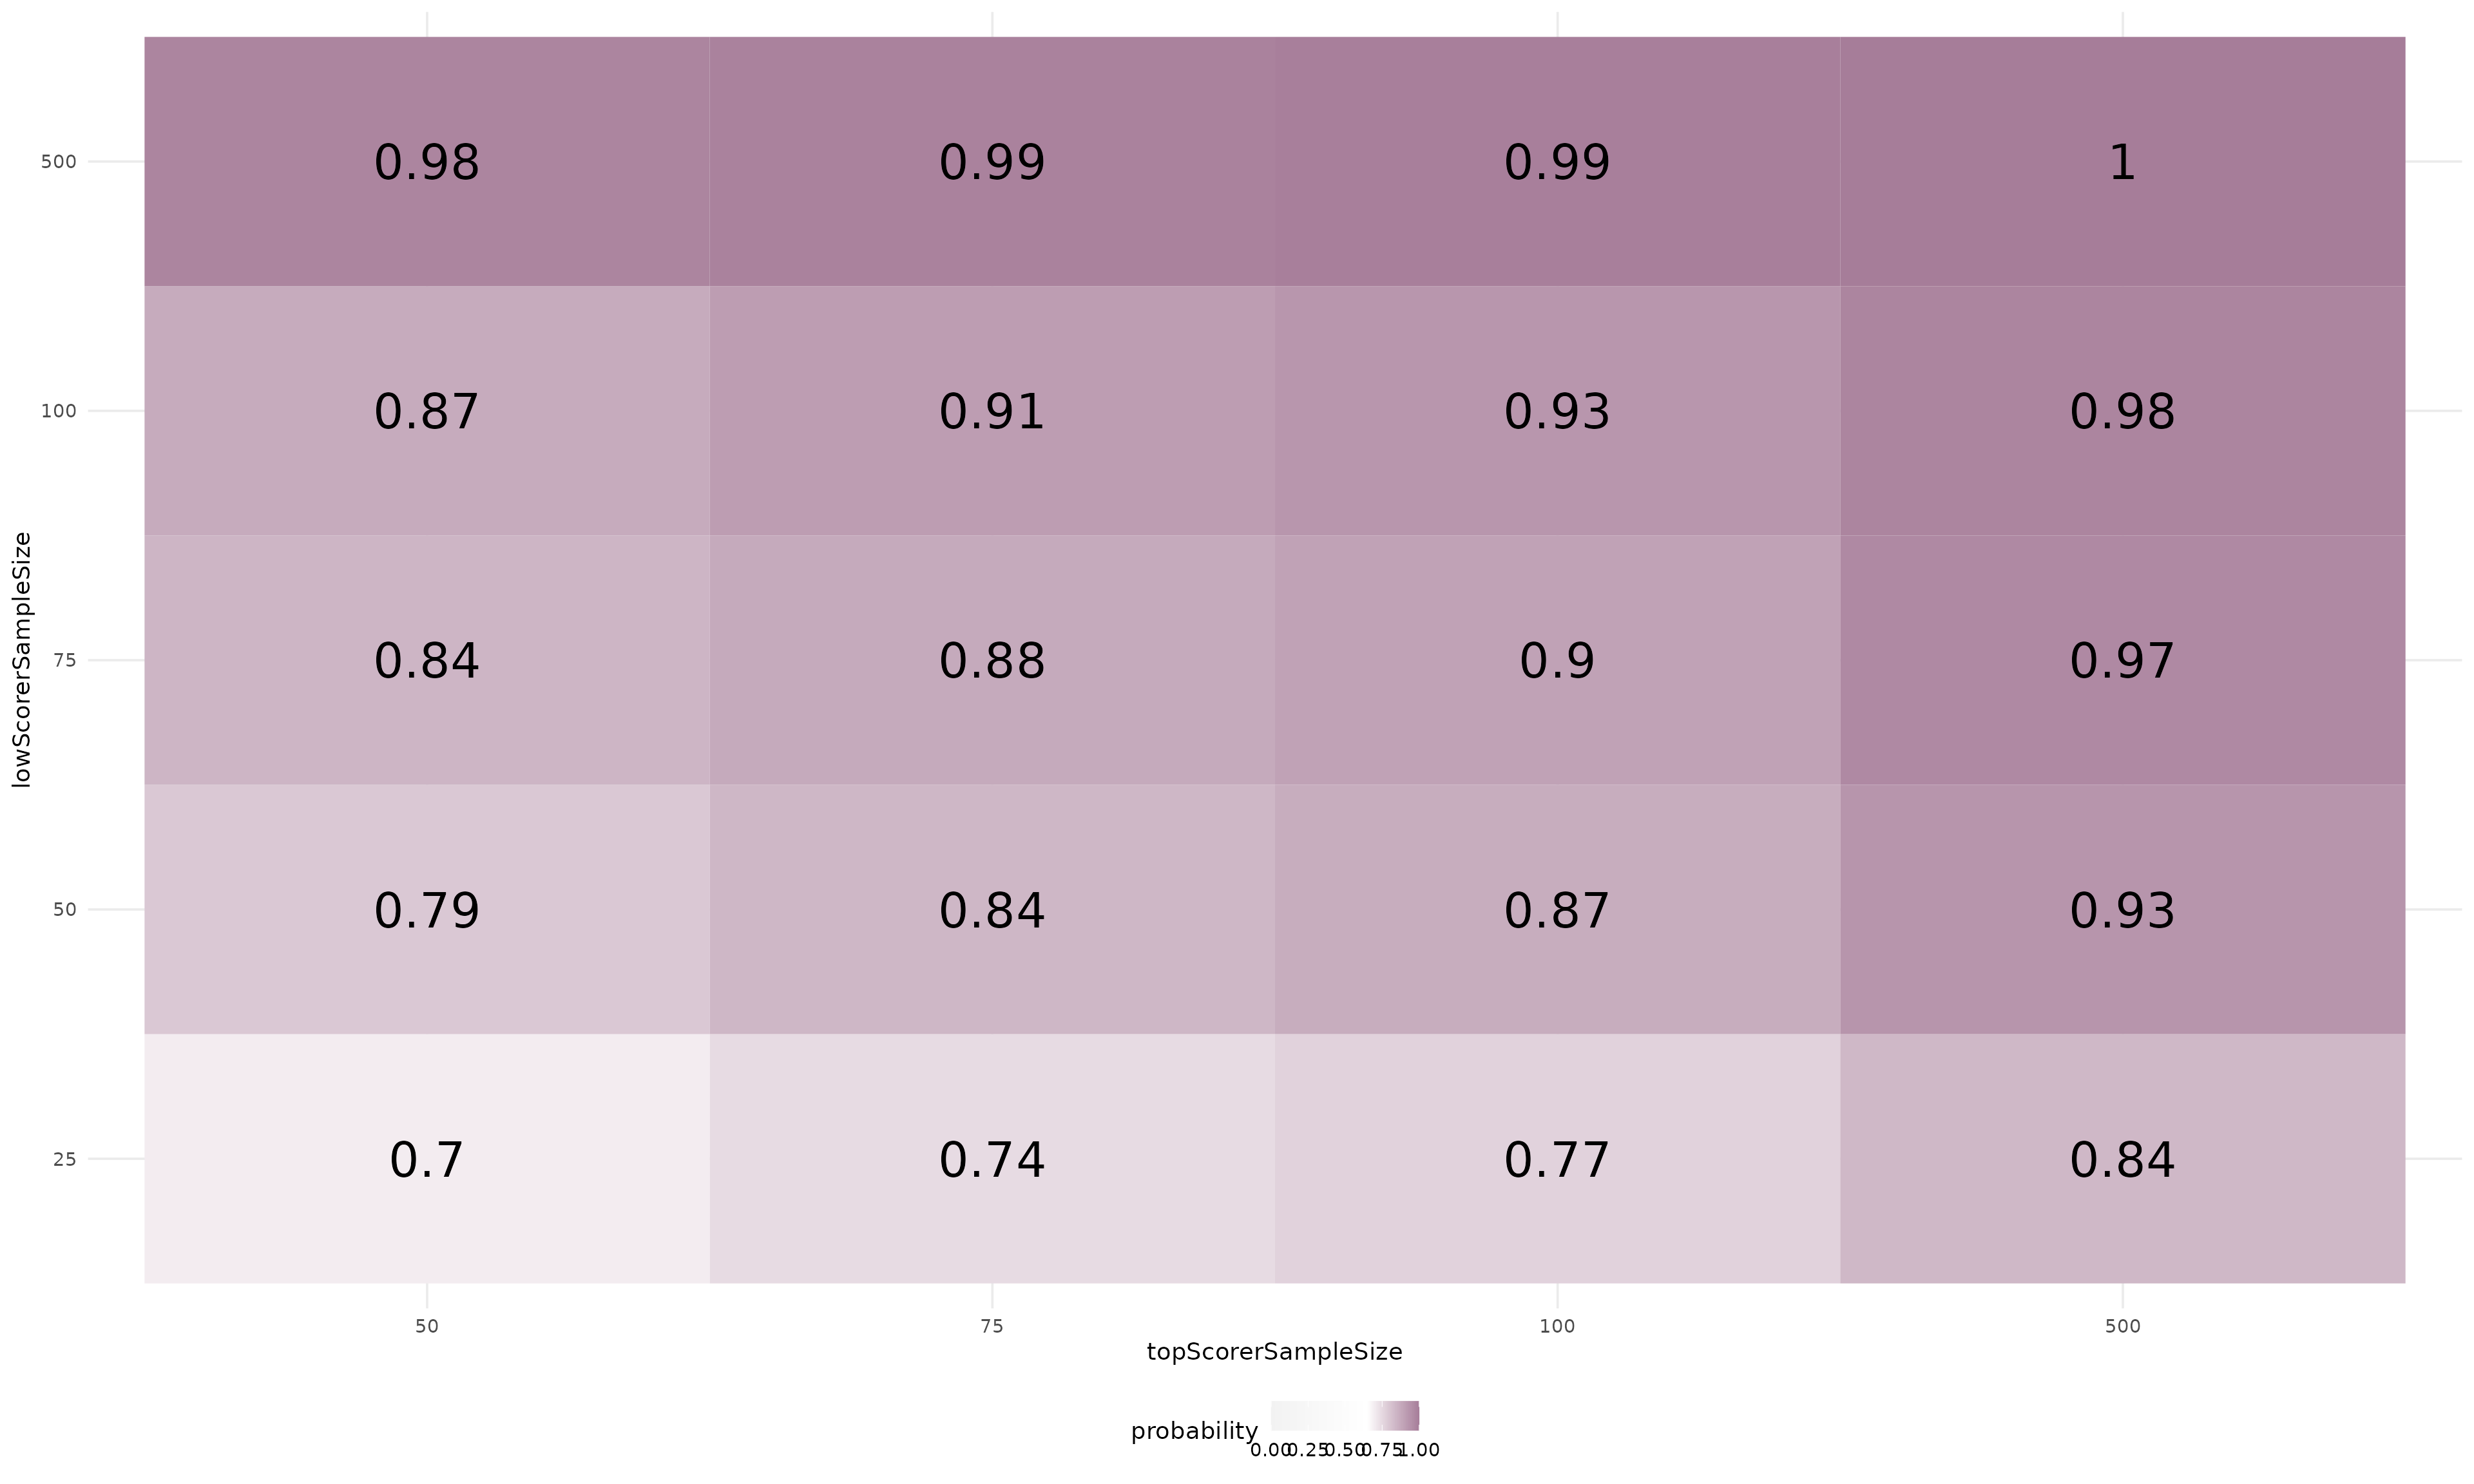 500 0.98 0.99 0.99 1
100 0.87 0.91 0.93 0.98
75 0.84 0.88 0.9 0.97
50 0.79 0.84 0.87 0.93
25 0.7 0.74 0.77 0.84
lowScorerSampleSize
50 75 100 500
topScorerSampleSize
probability
0.00 0.25 0.50 0.75 1.00